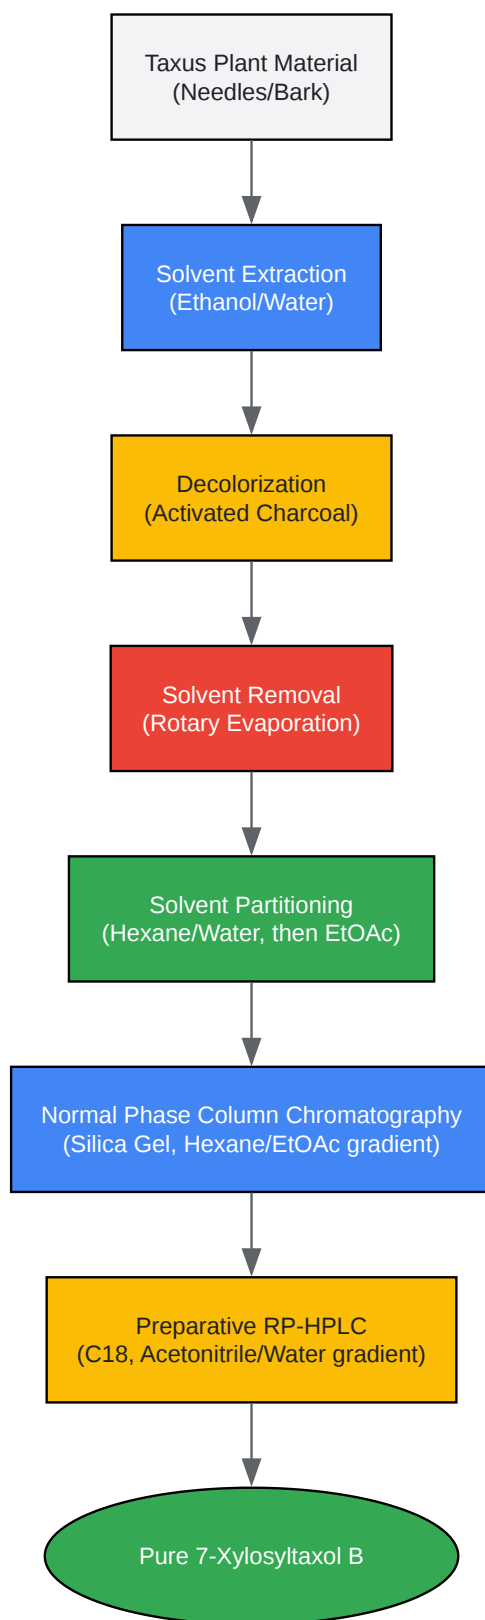 Taxus Plant Material
(Needles/Bark)
Solvent Extraction
(Ethanol/Water)
Decolorization
(Activated Charcoal)
Solvent Removal
(Rotary Evaporation)
Solvent Partitioning
(Hexane/Water, then EtOAc)
Normal Phase Column Chromatography
(Silica Gel, Hexane/EtOAc gradient)
Preparative RP-HPLC
(C18, Acetonitrile/Water gradient)
Pure 7-Xylosyltaxol B